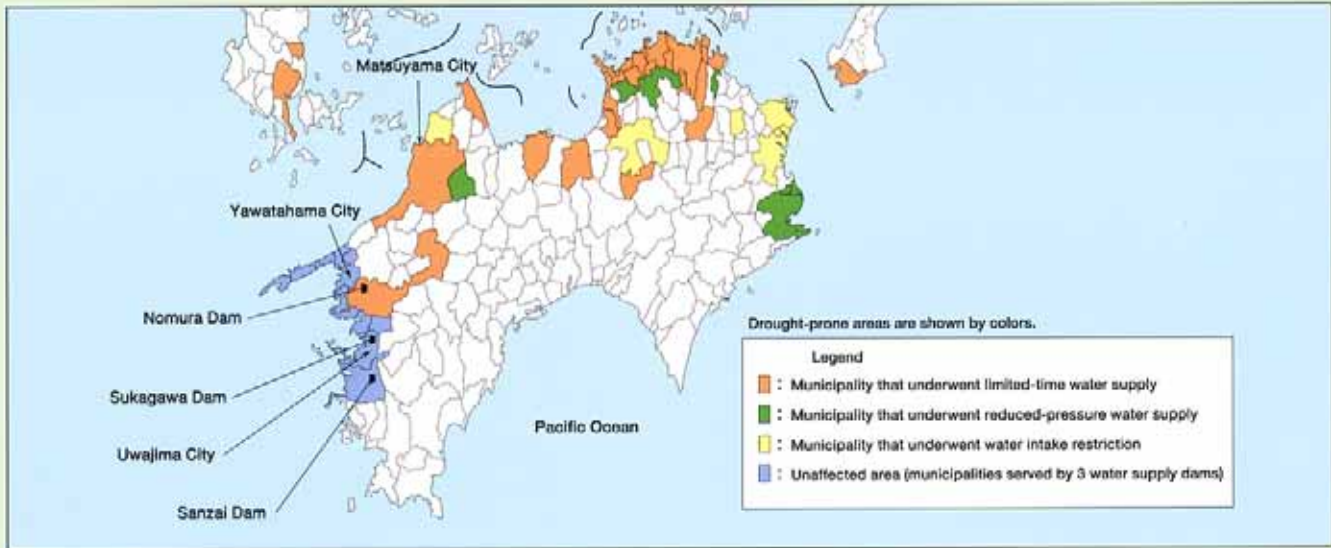 Matsuyama City
Yawatahama City
Nomura Dam
Sukagawa Dam
Uwajima City
Sanzai Dam
Pacific Ocean
Drought-prone areas are shown by colors.
Legend
: Municipality that underwent limited-time water supply
: Municipality that underwent reduced-pressure water supply
: Municipality that underwent water intake restriction
: Unaffected area (municipalities served by 3 water supply dams)